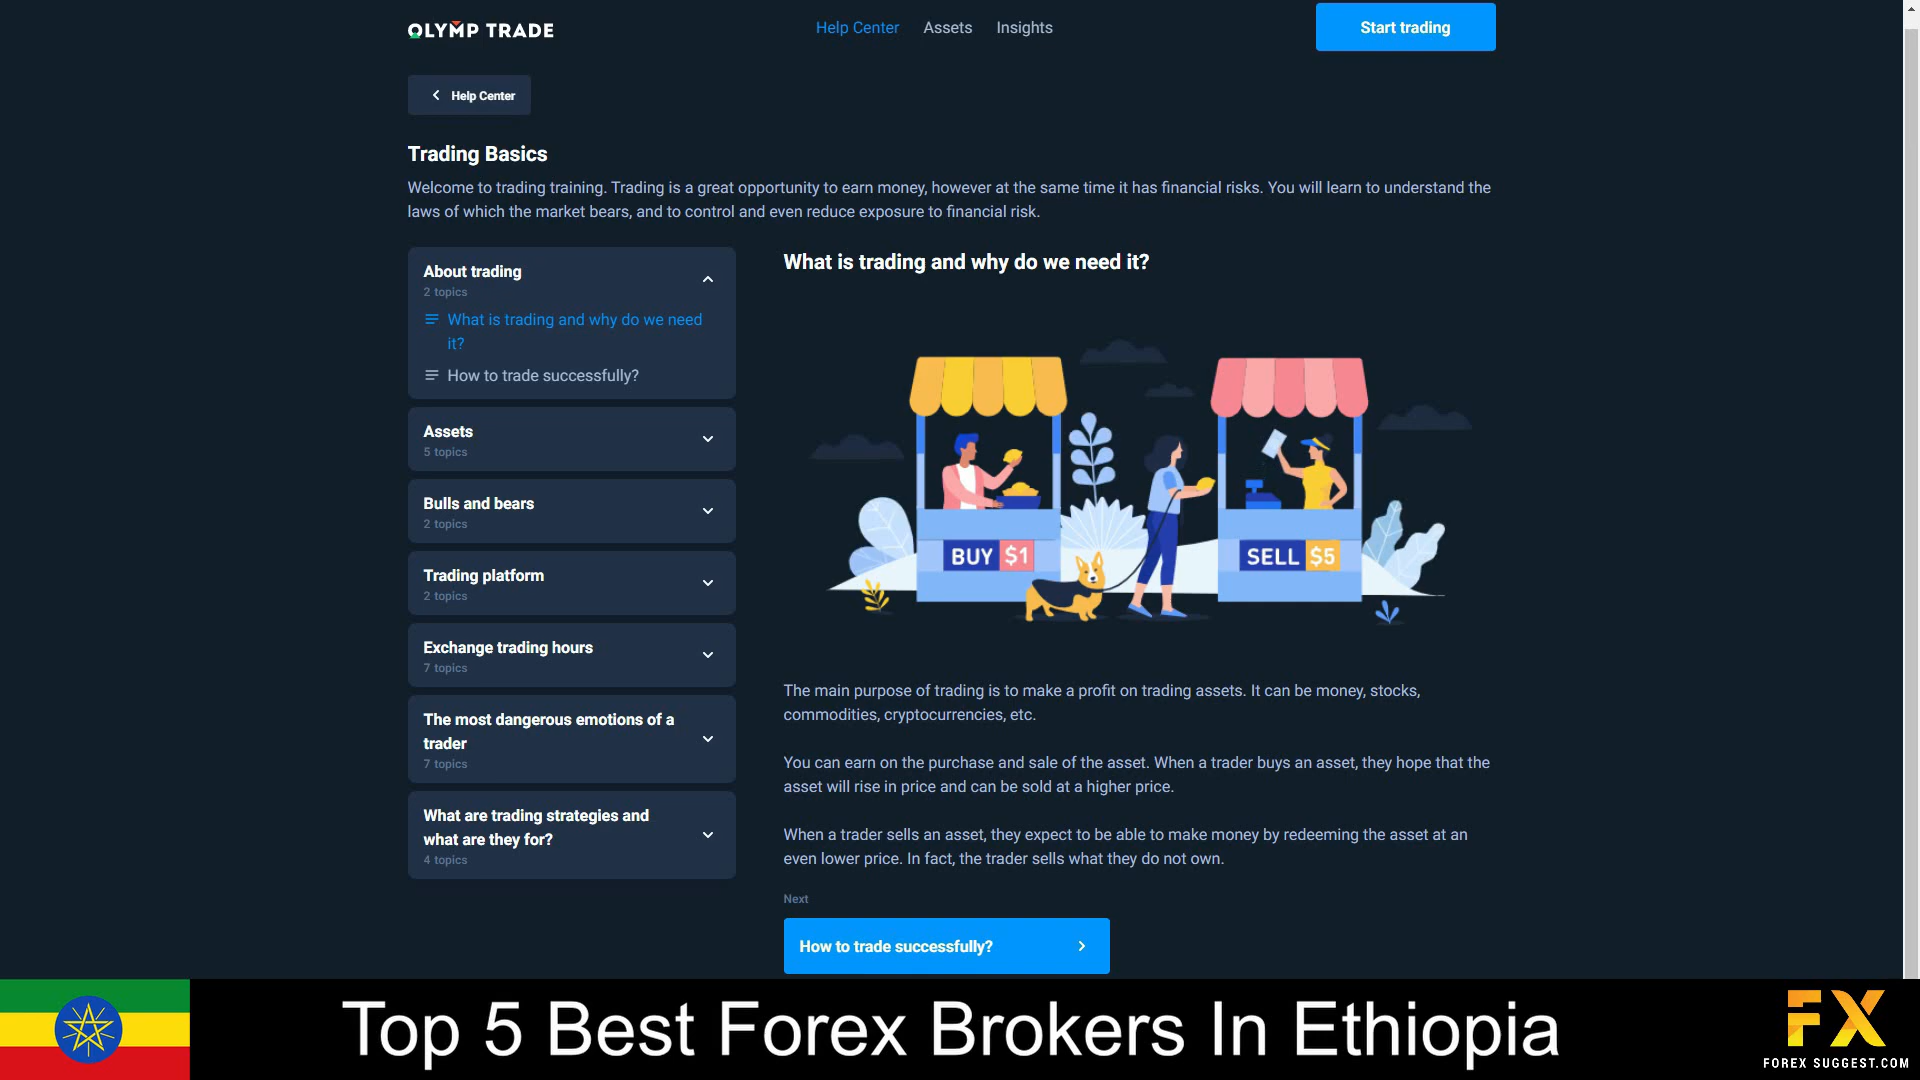 OLYMP TRADE
Help Center Assets Insights
Start trading
Help Center
Trading Basics
Welcome to trading training. Trading is a great opportunity to earn money, however at the same time it has financial risks. You will learn to understand the
laws of which the market bears, and to control and even reduce exposure to financial risk.
About trading
2 topics
What is trading and why do we need
it?
How to trade successfully?
Assets
5 topics
Bulls and bears
2 topics
Trading platform
2 topics
Exchange trading hours
7 topics
The most dangerous emotions of a
trader
7 topics
What are trading strategies and
what are they for?
4 topics
What is trading and why do we need it?
BUY $1
SELL $5
The main purpose of trading is to make a profit on trading assets. It can be money, stocks,
commodities, cryptocurrencies, etc.
You can earn on the purchase and sale of the asset. When a trader buys an asset, they hope that the
asset will rise in price and can be sold at a higher price.
When a trader sells an asset, they expect to be able to make money by redeeming the asset at an
even lower price. In fact, the trader sells what they do not own.
Next
How to trade successfully?
Top 5 Best Forex Brokers In Ethiopia
FX
FOREX SUGGEST.COM